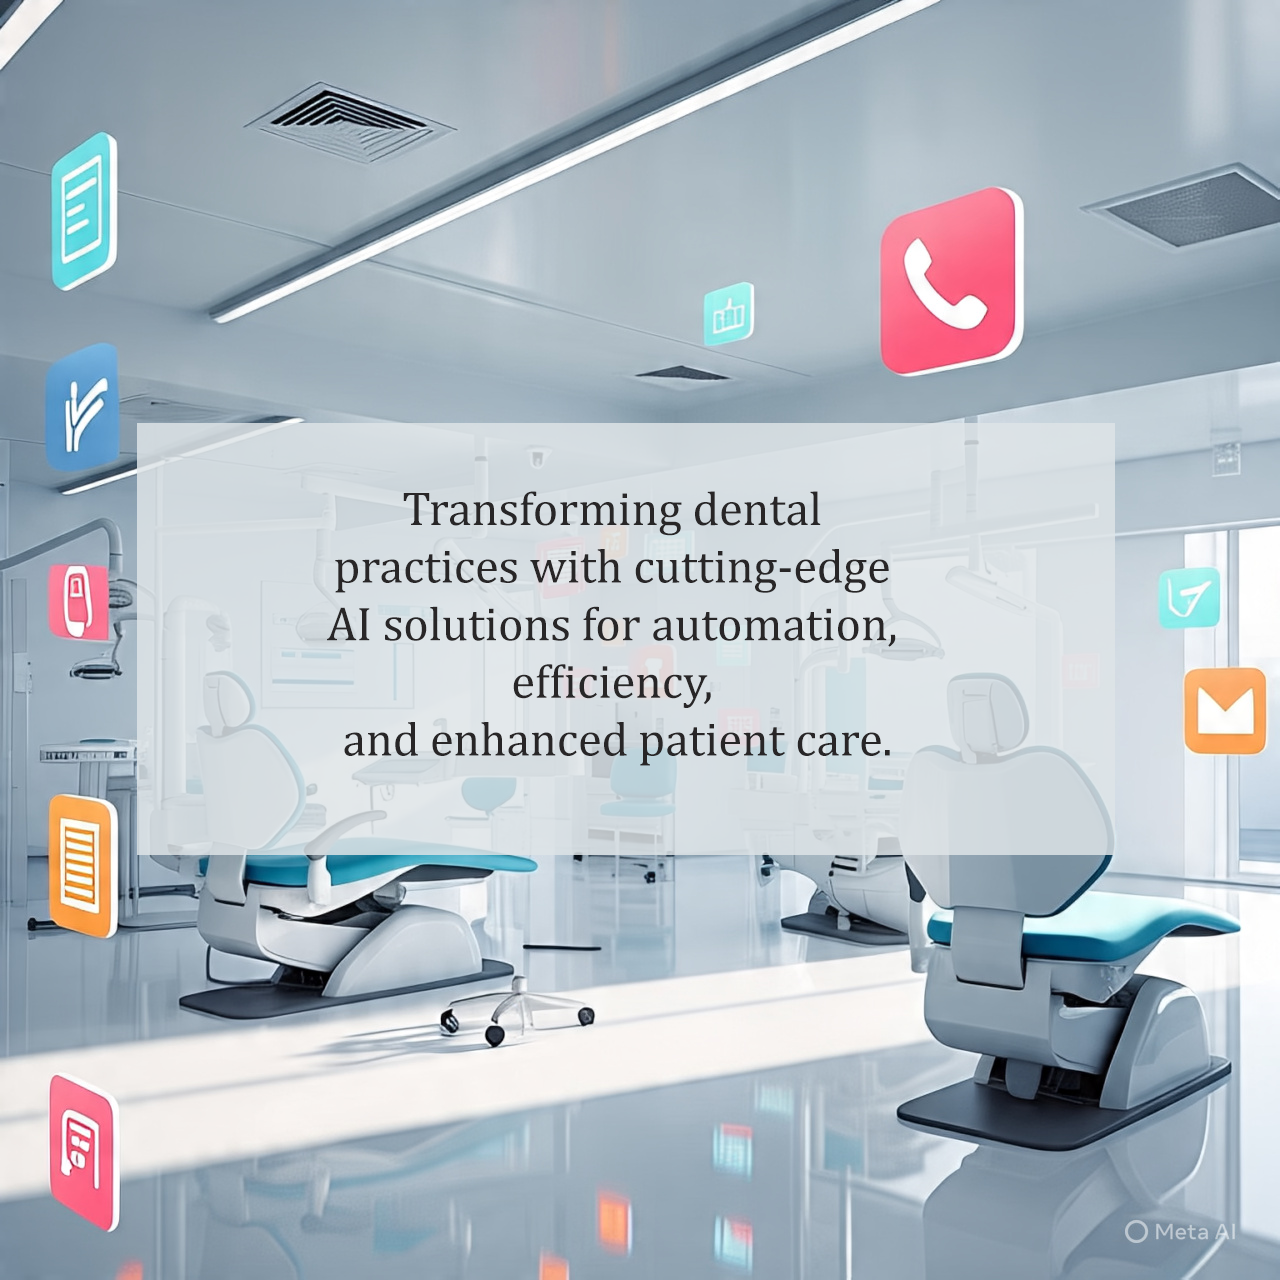 Transforming dental
practices with cutting-edge
AI solutions for automation,
efficiency,
and enhanced patient care.
Meta AI